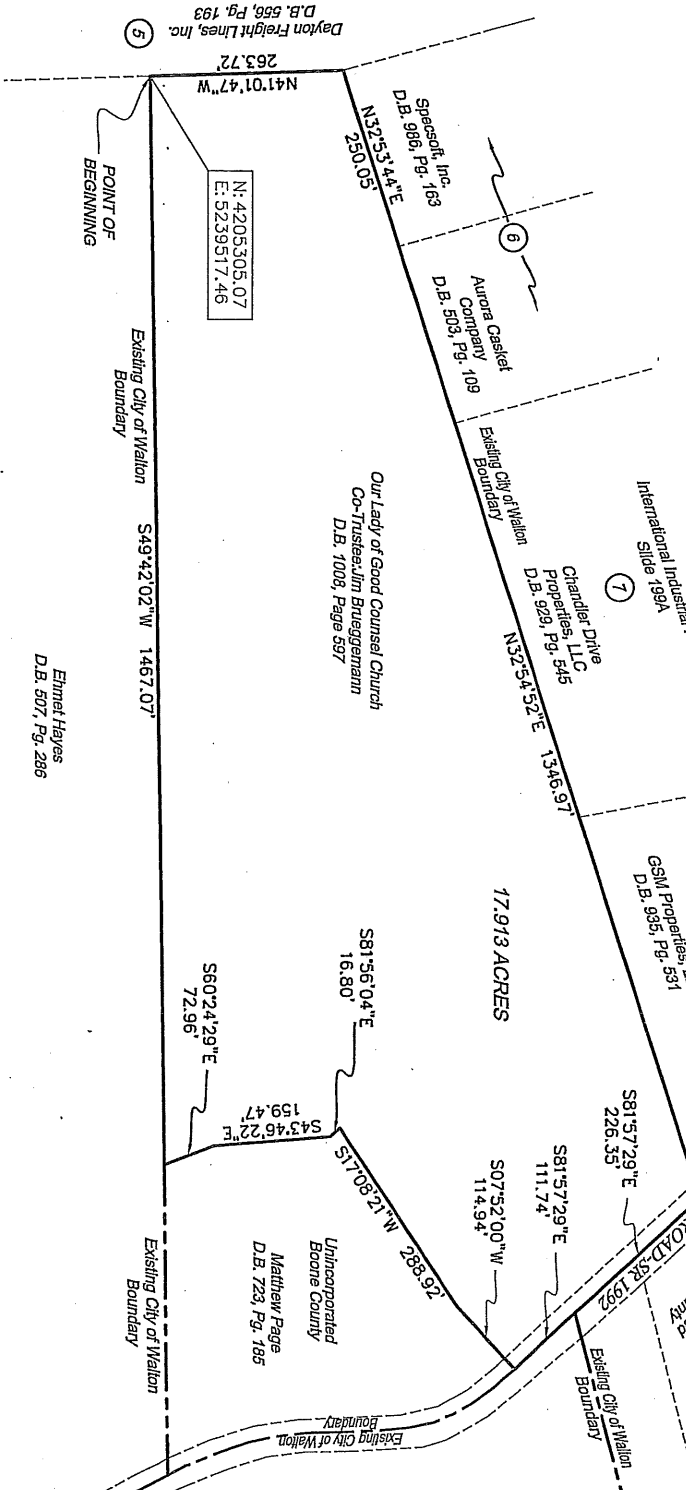 Dayton Freight Lines, Inc.
D.B. 556, Pg. 193
5
N41°01'47"W
263.72'
POINT OF
BEGINNING
N: 4205305.07
E: 5239517.46
Specsoft, Inc.
D.B. 986, Pg. 163
N32°53'44"E
250.05'
6
Aurora Casket
Company
D.B. 503, Pg. 109
Existing City of Walton
Boundary
International Industrial
Slide 199A
7
Chandler Drive
Properties, LLC
D.B. 929, Pg. 545
N32°54'52"E 1346.97'
GSM Properties,
D.B. 935, Pg. 531
Our Lady of Good Counsel Church
Co-Trustee:Jim Brueggemann
D.B. 1008, Page 597
17.913 ACRES
Existing City of Walton
Boundary
S49°42'02"W 1467.07'
Ehmet Hayes
D.B. 507, Pg. 286
S60°24'29"E
72.96'
S43°46'22"E
159.47'
S81°56'04"E
16.80'
S17°08'21"W 288.92'
S07°52'00"W
114.94'
S81°57'29"E
111.74'
S81°57'29"E
226.35'
ROAD-SR 1992
Unincorporated
Boone County
Matthew Page
D.B. 723, Pg. 185
Existing City of Walton
Boundary
Existing City of Walton
Boundary
Existing City of Walton
Boundary